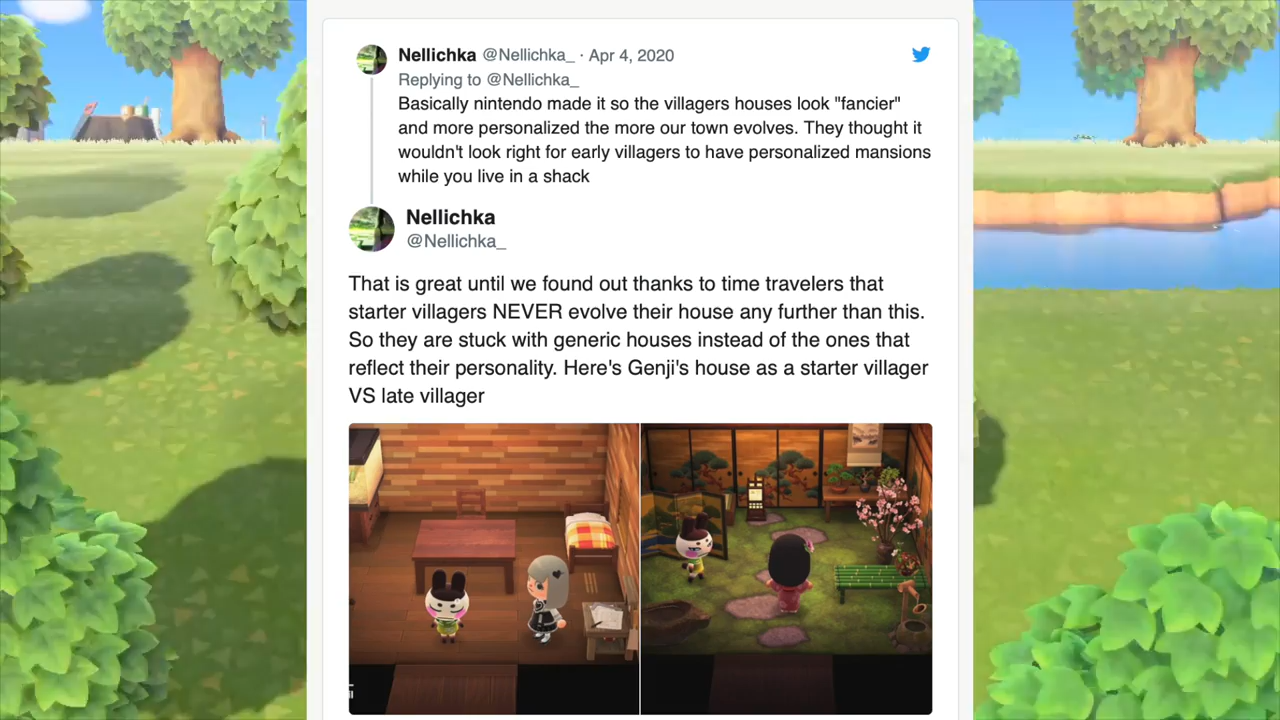 Nellichka @Nellichka_ · Apr 4, 2020
Replying to @Nellichka_
Basically nintendo made it so the villagers houses look "fancier"
and more personalized the more our town evolves. They thought it
wouldn't look right for early villagers to have personalized mansions
while you live in a shack
Nellichka
@Nellichka_
That is great until we found out thanks to time travelers that
starter villagers NEVER evolve their house any further than this.
So they are stuck with generic houses instead of the ones that
reflect their personality. Here's Genji's house as a starter villager
VS late villager